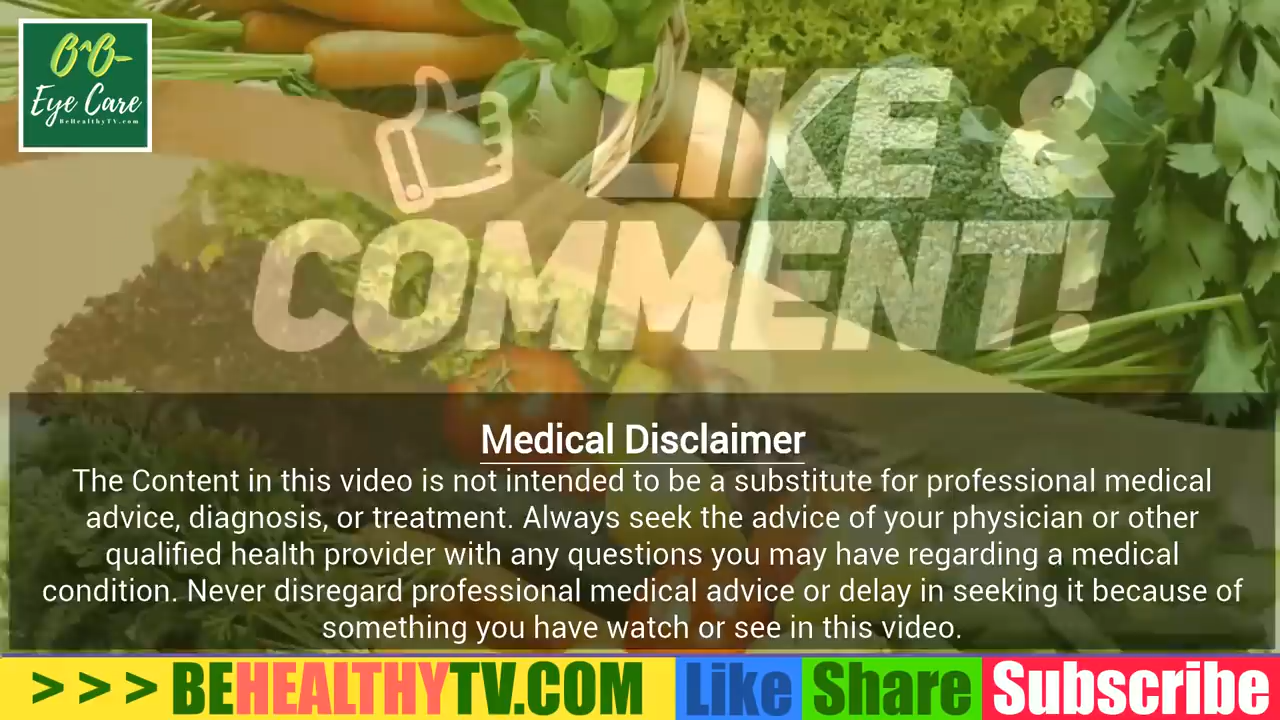 Eye Care
BeHealthyTV.com
LIKE &
COMMENT!
Medical Disclaimer
The Content in this video is not intended to be a substitute for professional medical
advice, diagnosis, or treatment. Always seek the advice of your physician or other
qualified health provider with any questions you may have regarding a medical
condition. Never disregard professional medical advice or delay in seeking it because of
something you have watch or see in this video.
> > > BEHEALTHYTV.COM Like Share Subscribe